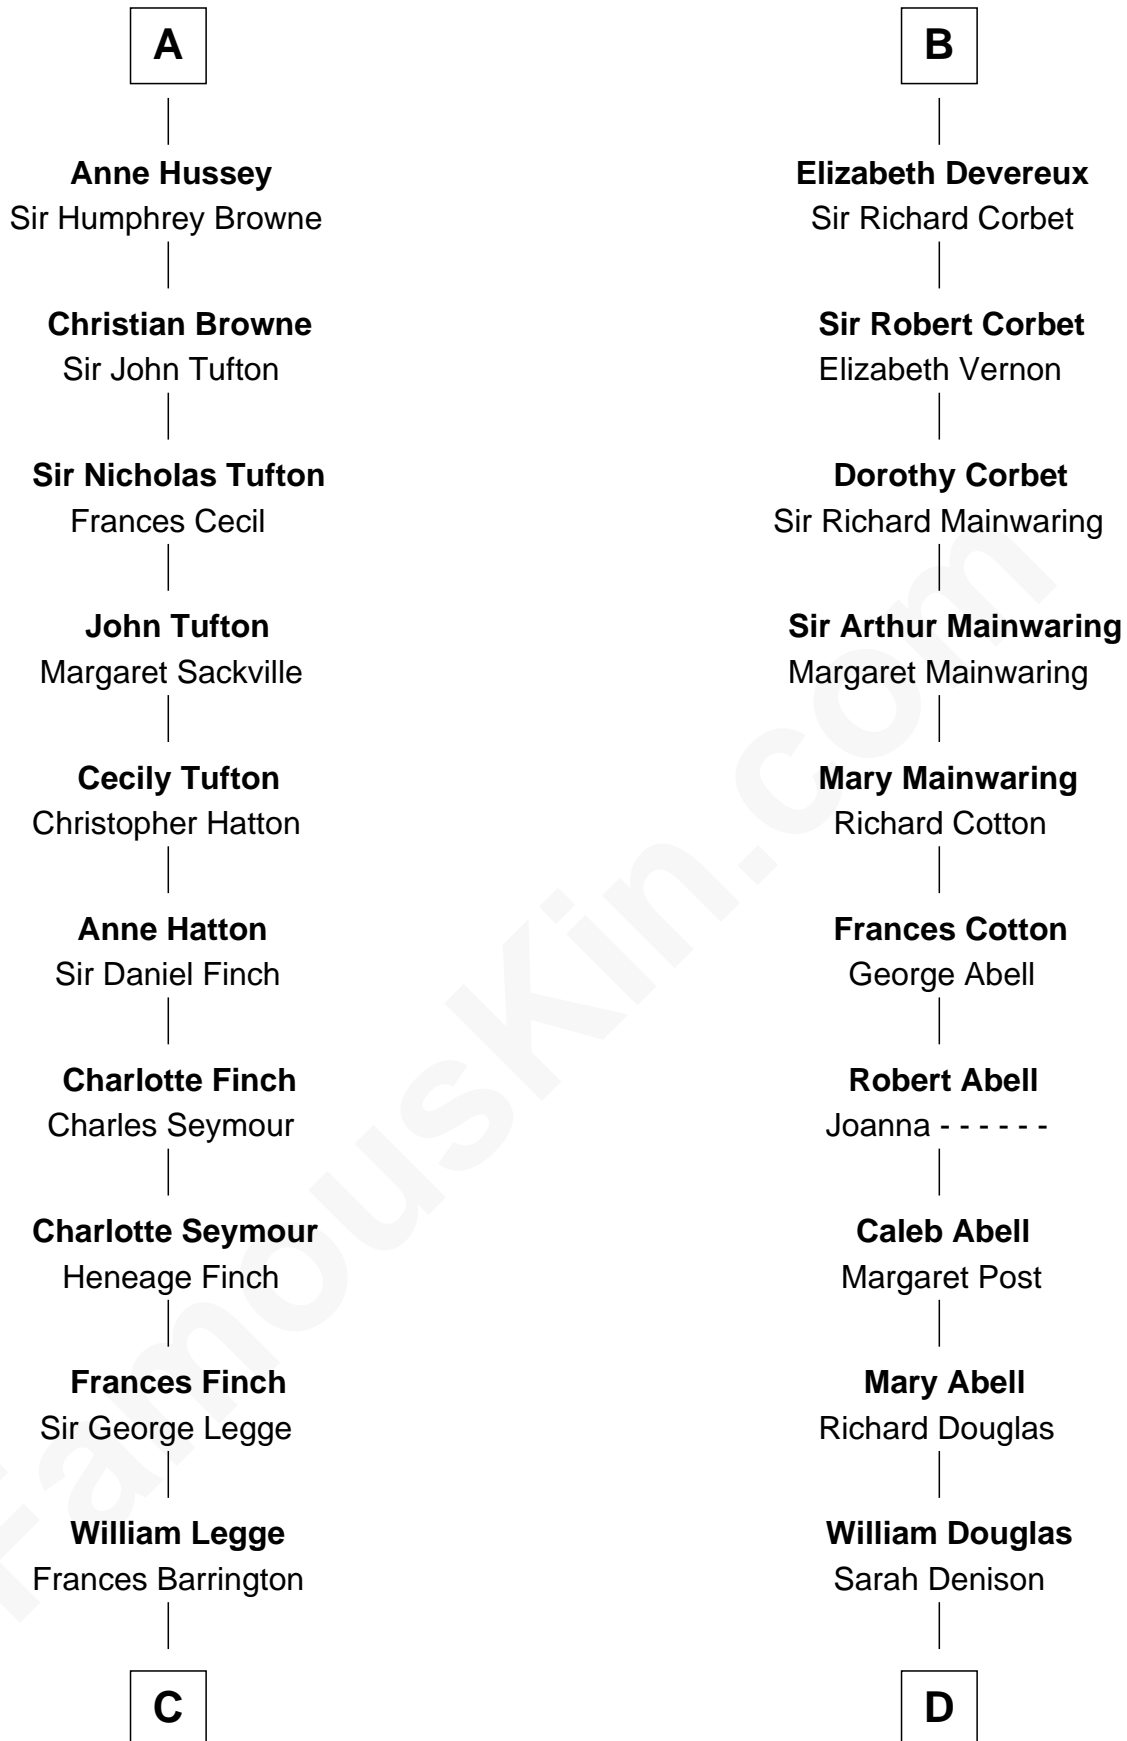 A
Anne Hussey
Sir Humphrey Browne
Christian Browne
Sir John Tufton
Sir Nicholas Tufton
Frances Cecil
John Tufton
Margaret Sackville
Cecily Tufton
Christopher Hatton
Anne Hatton
Sir Daniel Finch
Charlotte Finch
Charles Seymour
Charlotte Seymour
Heneage Finch
Frances Finch
Sir George Legge
William Legge
Frances Barrington
C
B
Elizabeth Devereux
Sir Richard Corbet
Sir Robert Corbet
Elizabeth Vernon
Dorothy Corbet
Sir Richard Mainwaring
Sir Arthur Mainwaring
Margaret Mainwaring
Mary Mainwaring
Richard Cotton
Frances Cotton
George Abell
Robert Abell
Joanna - - - - - -
Caleb Abell
Margaret Post
Mary Abell
Richard Douglas
William Douglas
Sarah Denison
D
FamousKin.com